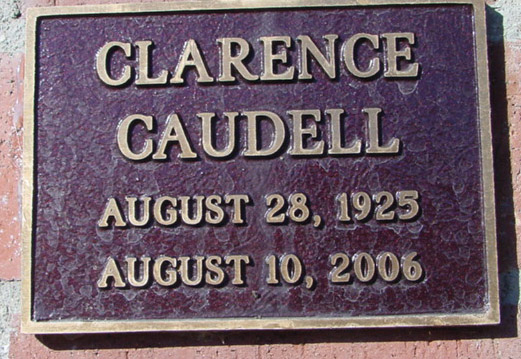 CLARENCE
CAUDELL
AUGUST 28, 1925
AUGUST 10, 2006